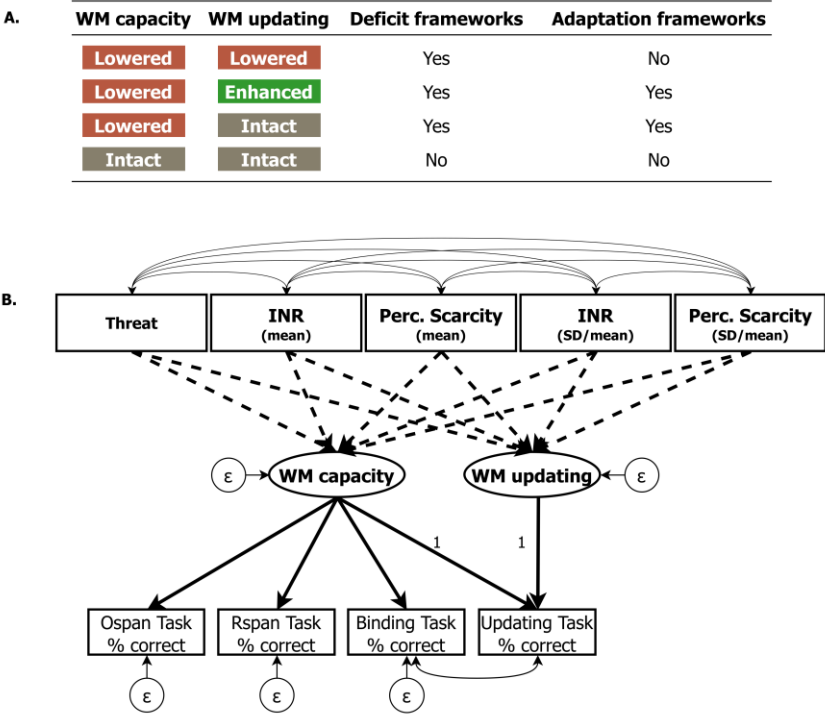 A. WM capacity WM updating Deficit frameworks Adaptation frameworks
Lowered Lowered Yes No
Lowered Enhanced Yes Yes
Lowered Intact Yes Yes
Intact Intact No No
B.
Threat
INR
(mean)
Perc. Scarcity
(mean)
INR
(SD/mean)
Perc. Scarcity
(SD/mean)
ε WM capacity WM updating ε
1 1
Ospan Task
% correct
Rspan Task
% correct
Binding Task
% correct
Updating Task
% correct
ε ε ε